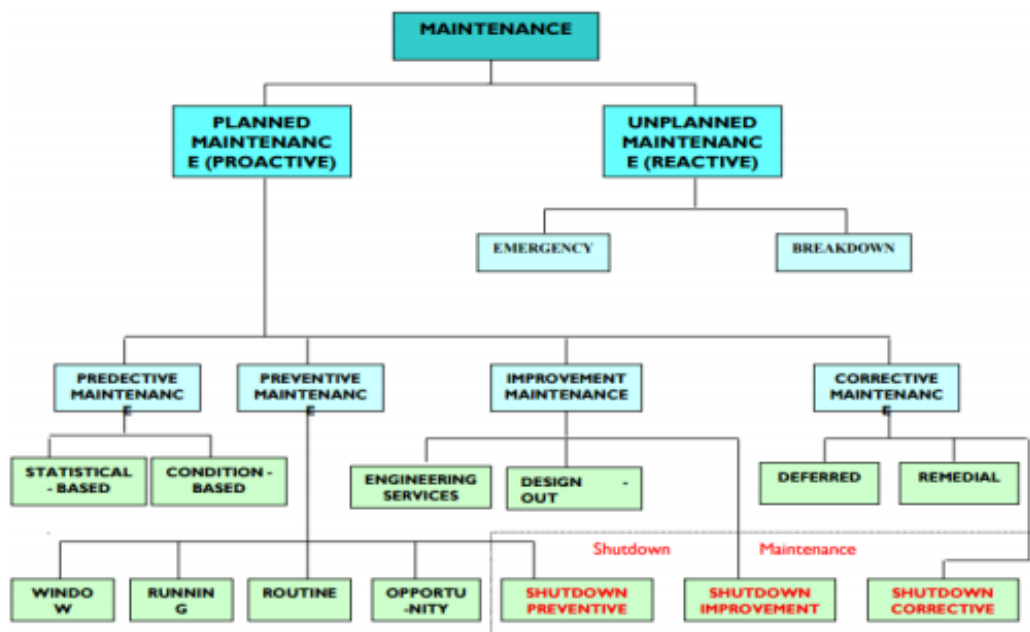 MAINTENANCE
PLANNED
MAINTENANC
E (PROACTIVE)
UNPLANNED
MAINTENANC
E (REACTIVE)
EMERGENCY
BREAKDOWN
PREDECTIVE
MAINTENANC
E
PREVENTIVE
MAINTENANC
E
IMPROVEMENT
MAINTENANCE
CORRECTIVE
MAINTENANC
E
STATISTICAL
- BASED
CONDITION -
BASED
ENGINEERING
SERVICES
DESIGN -
OUT
DEFERRED
REMEDIAL
Shutdown Maintenance
WINDO
W
RUNNIN
G
ROUTINE
OPPORTU
-NITY
SHUTDOWN
PREVENTIVE
SHUTDOWN
IMPROVEMENT
SHUTDOWN
CORRECTIVE